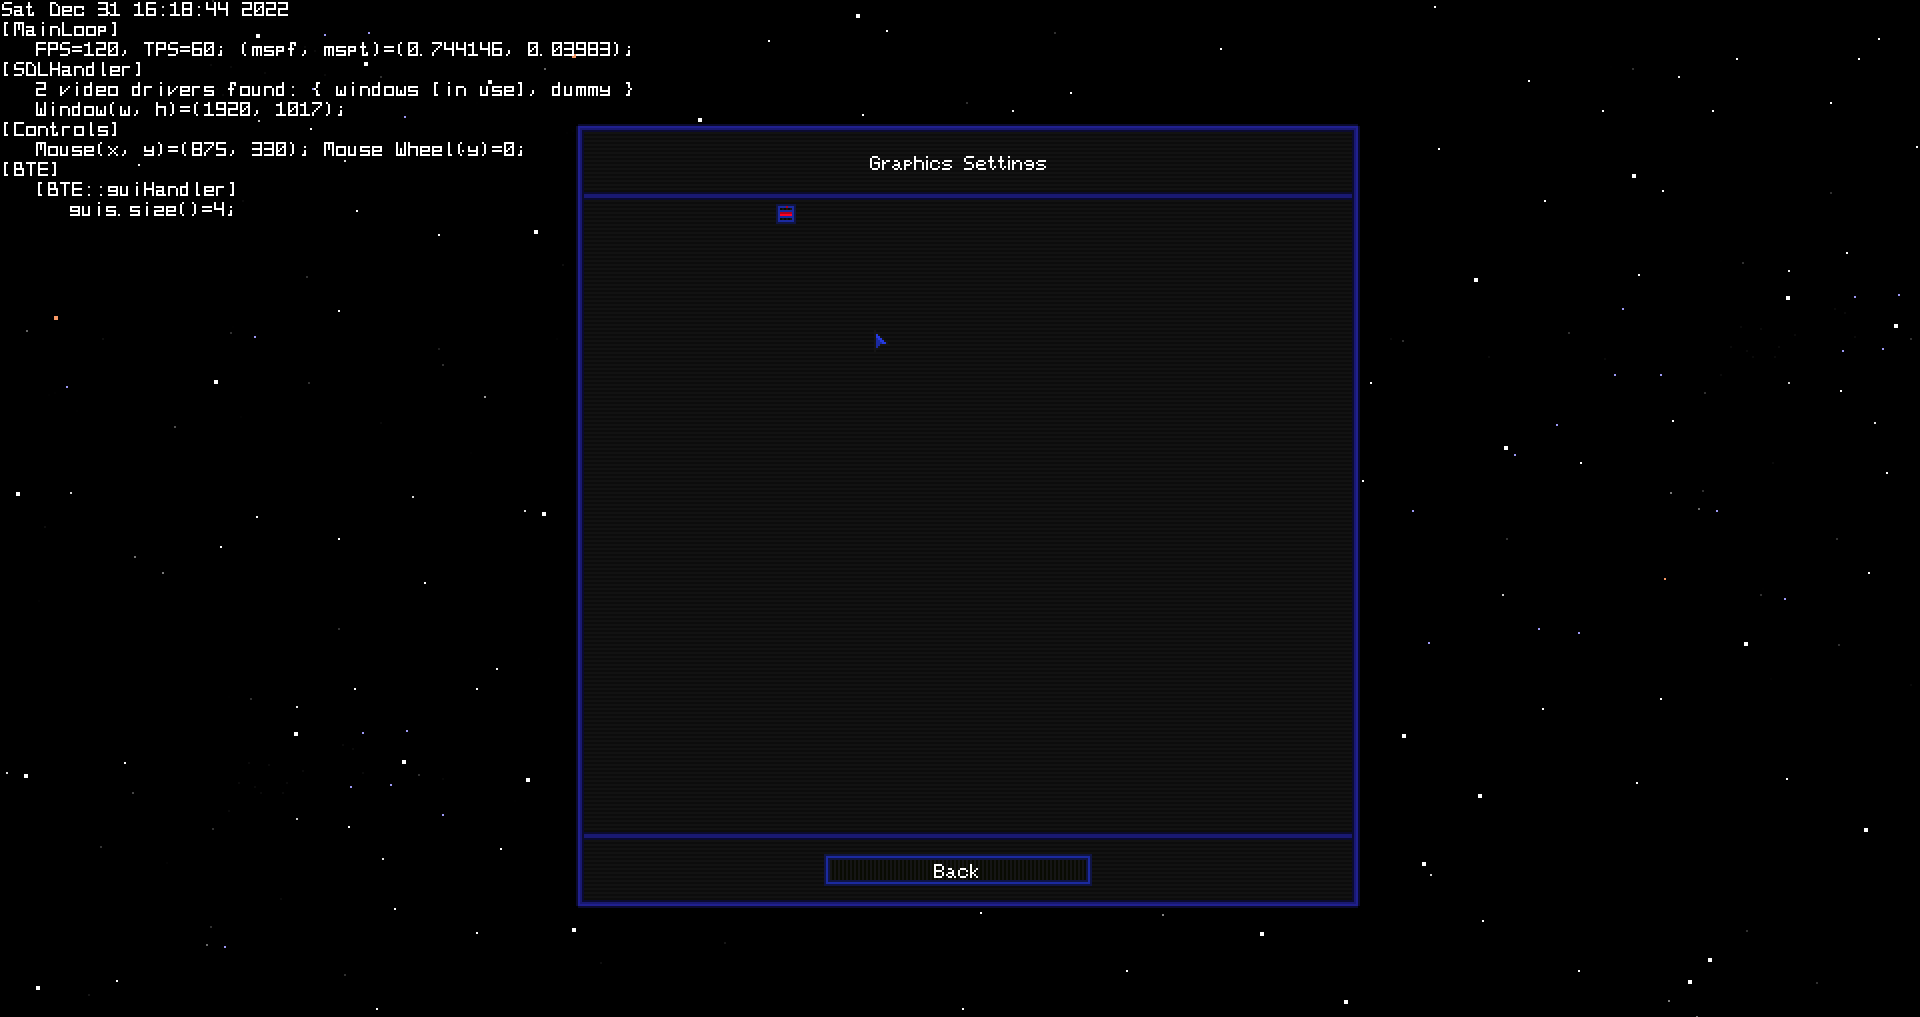 Sat Dec 31 16:18:44 2022
[MainLoop]
FPS=120, TPS=60; (mspf, mspt)=(0.744146, 0.03983);
[SDLHandler]
2 video drivers found: { windows [in use], dummy }
Window(w, h)=(1920, 1017);
[Controls]
Mouse(x, y)=(875, 330); Mouse Wheel(y)=0;
[BTE]
[BTE::guiHandler]
guis.size()=4;
Graphics Settings
Back